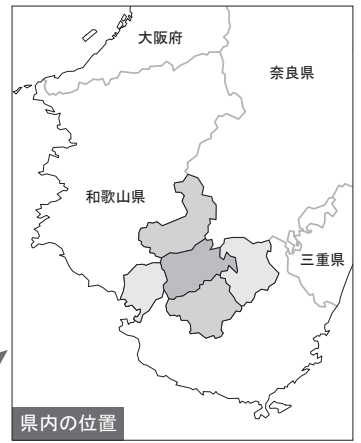 大阪府
奈良県
和歌山県
三重県
県内の位置